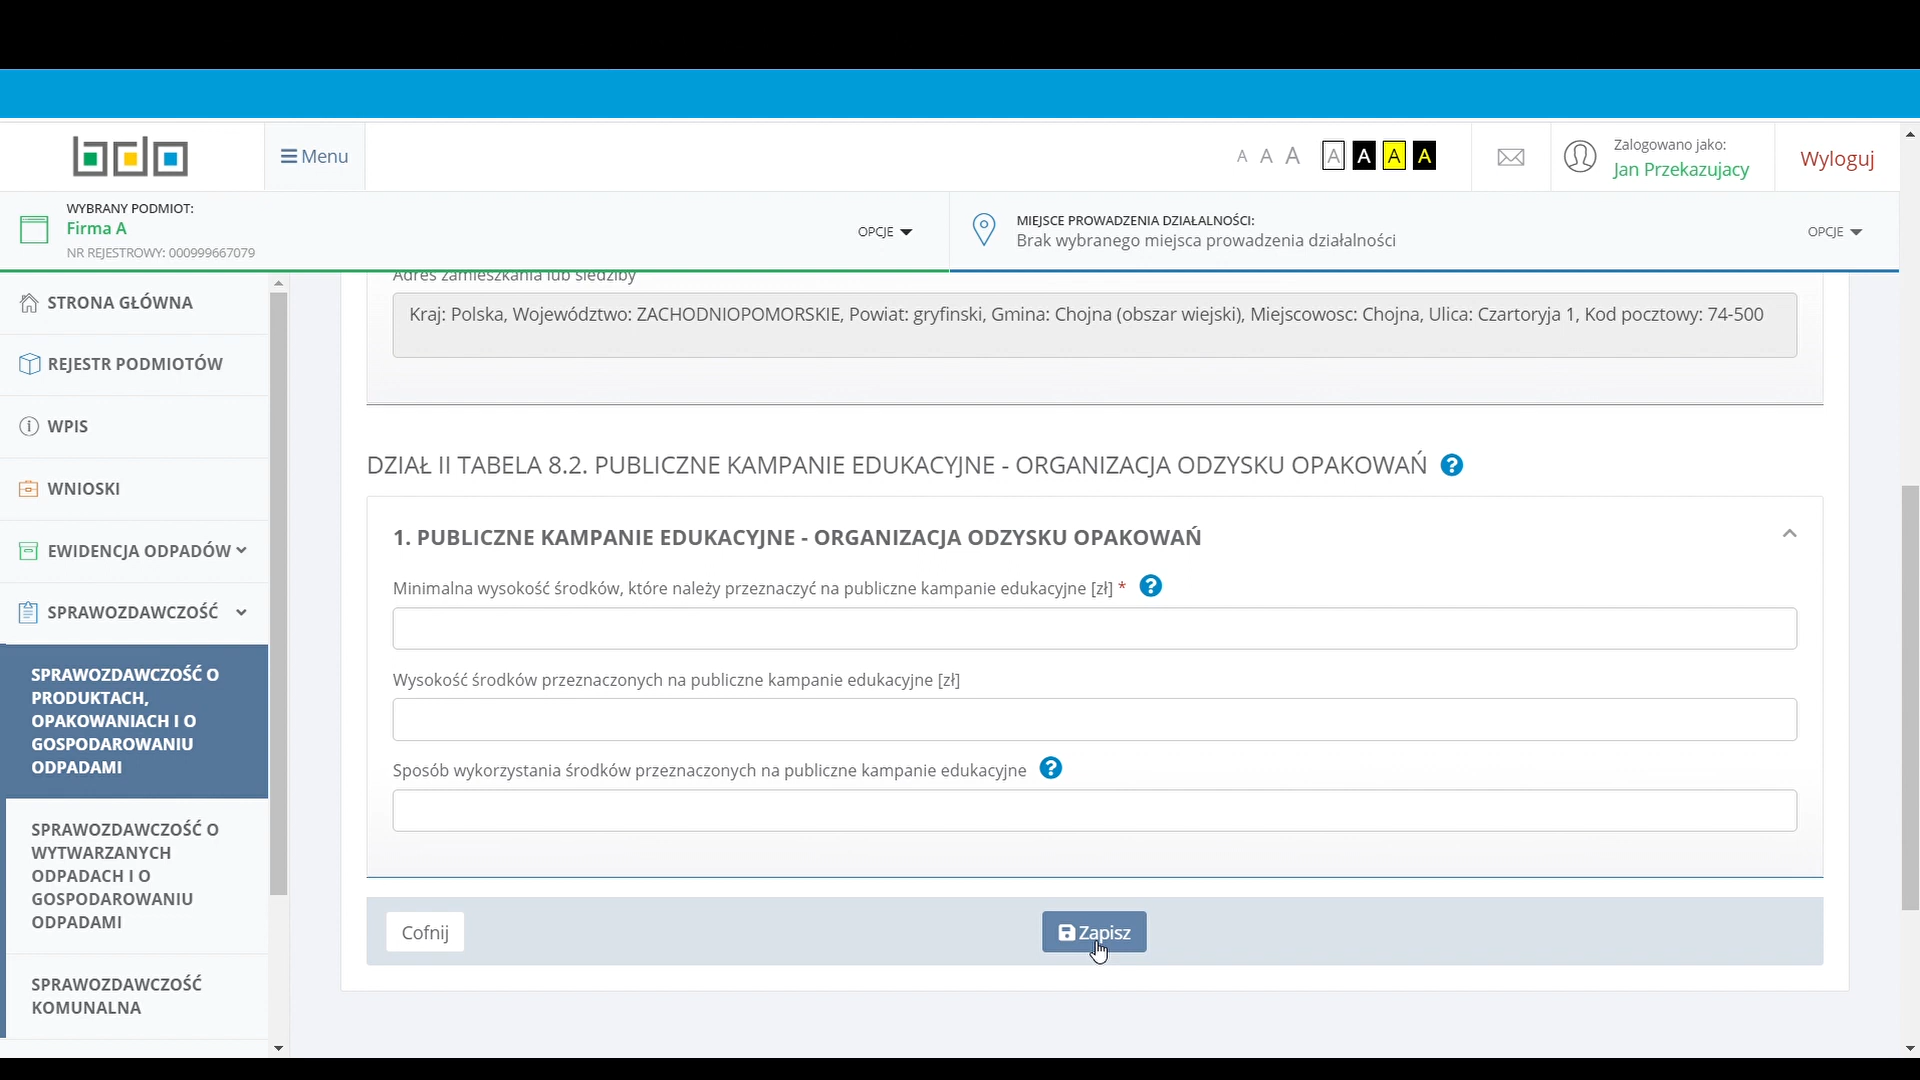 bdo
Menu
A A A A A A A
Zalogowano jako:
Jan Przekazujacy
Wyloguj
WYBRANY PODMIOT:
Firma A
NR REJESTROWY: 000999667079
OPCJE
MIEJSCE PROWADZENIA DZIAŁALNOŚCI:
Brak wybranego miejsca prowadzenia działalności
OPCJE
STRONA GŁÓWNA
REJESTR PODMIOTÓW
WPIS
WNIOSKI
EWIDENCJA ODPADÓW
SPRAWOZDAWCZOŚĆ
SPRAWOZDAWCZOŚĆ O
PRODUKTACH,
OPAKOWANIACH I O
GOSPODAROWANIU
ODPADAMI
SPRAWOZDAWCZOŚĆ O
WYTWARZANYCH
ODPADACH I O
GOSPODAROWANIU
ODPADAMI
SPRAWOZDAWCZOŚĆ
KOMUNALNA
Adres zamieszkania lub siedziby
Kraj: Polska, Województwo: ZACHODNIOPOMORSKIE, Powiat: gryfinski, Gmina: Chojna (obszar wiejski), Miejscowosc: Chojna, Ulica: Czartoryja 1, Kod pocztowy: 74-500
DZIAŁ II TABELA 8.2. PUBLICZNE KAMPANIE EDUKACYJNE - ORGANIZACJA ODZYSKU OPAKOWAŃ ?
1. PUBLICZNE KAMPANIE EDUKACYJNE - ORGANIZACJA ODZYSKU OPAKOWAŃ
Minimalna wysokość środków, które należy przeznaczyć na publiczne kampanie edukacyjne [zł] * ?
Wysokość środków przeznaczonych na publiczne kampanie edukacyjne [zł]
Sposób wykorzystania środków przeznaczonych na publiczne kampanie edukacyjne ?
Cofnij
Zapisz